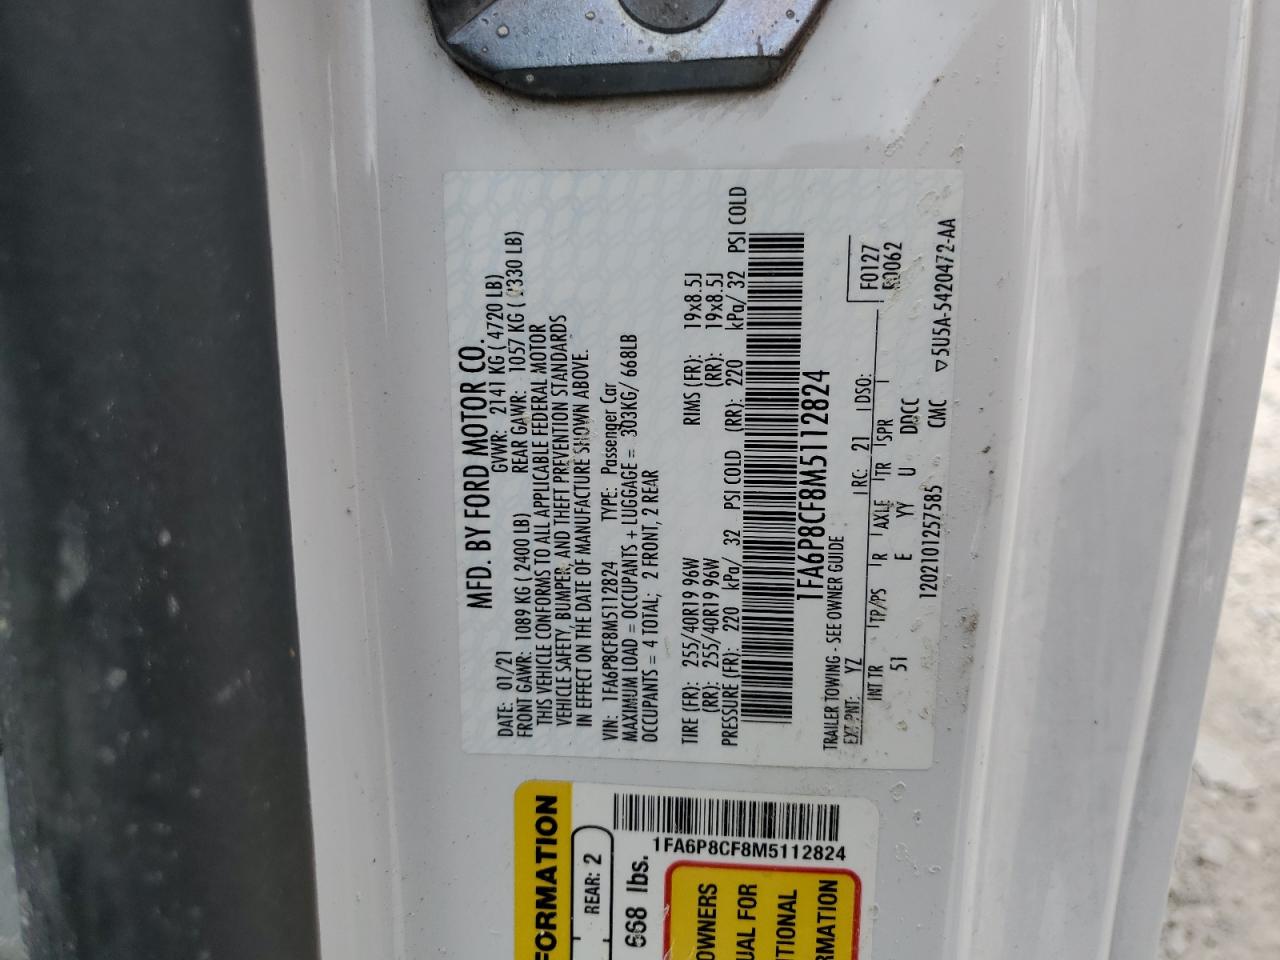 MFD. BY FORD MOTOR CO.
DATE: 01/21 GVWR: 2141 KG ( 4720 LB)
FRONT GAWR: 1089 KG ( 2400 LB) REAR GAWR: 1057 KG ( 2330 LB)
THIS VEHICLE CONFORMS TO ALL APPLICABLE FEDERAL MOTOR
VEHICLE SAFETY, BUMPER, AND THEFT PREVENTION STANDARDS
IN EFFECT ON THE DATE OF MANUFACTURE SHOWN ABOVE.
VIN: 1FA6P8CF8M5112824 TYPE: Passenger Car
MAXIMUM LOAD = OCCUPANTS + LUGGAGE = 303KG/ 668LB
OCCUPANTS = 4 TOTAL; 2 FRONT, 2 REAR
TIRE (FR): 255/40R19 96W RIMS (FR): 19x8.5J
(RR): 255/40R19 96W (RR): 19x8.5J
PRESSURE (FR): 220 kPa/ 32 PSI COLD (RR): 220 kPa/ 32 PSI COLD
1FA6P8CF8M5112824
TRAILER TOWING - SEE OWNER GUIDE
EXT PNT: YZ RC: 21 DSO: F0127
INT TR TP/PS R AXLE TR SPR R0062
51 E YY U DDCC
CMC
1202101257585 5U5A-5420472-AA
FORMATION
REAR: 2
668 lbs.
1FA6P8CF8M5112824
OWNERS
UAL FOR
TIONAL
RMATION